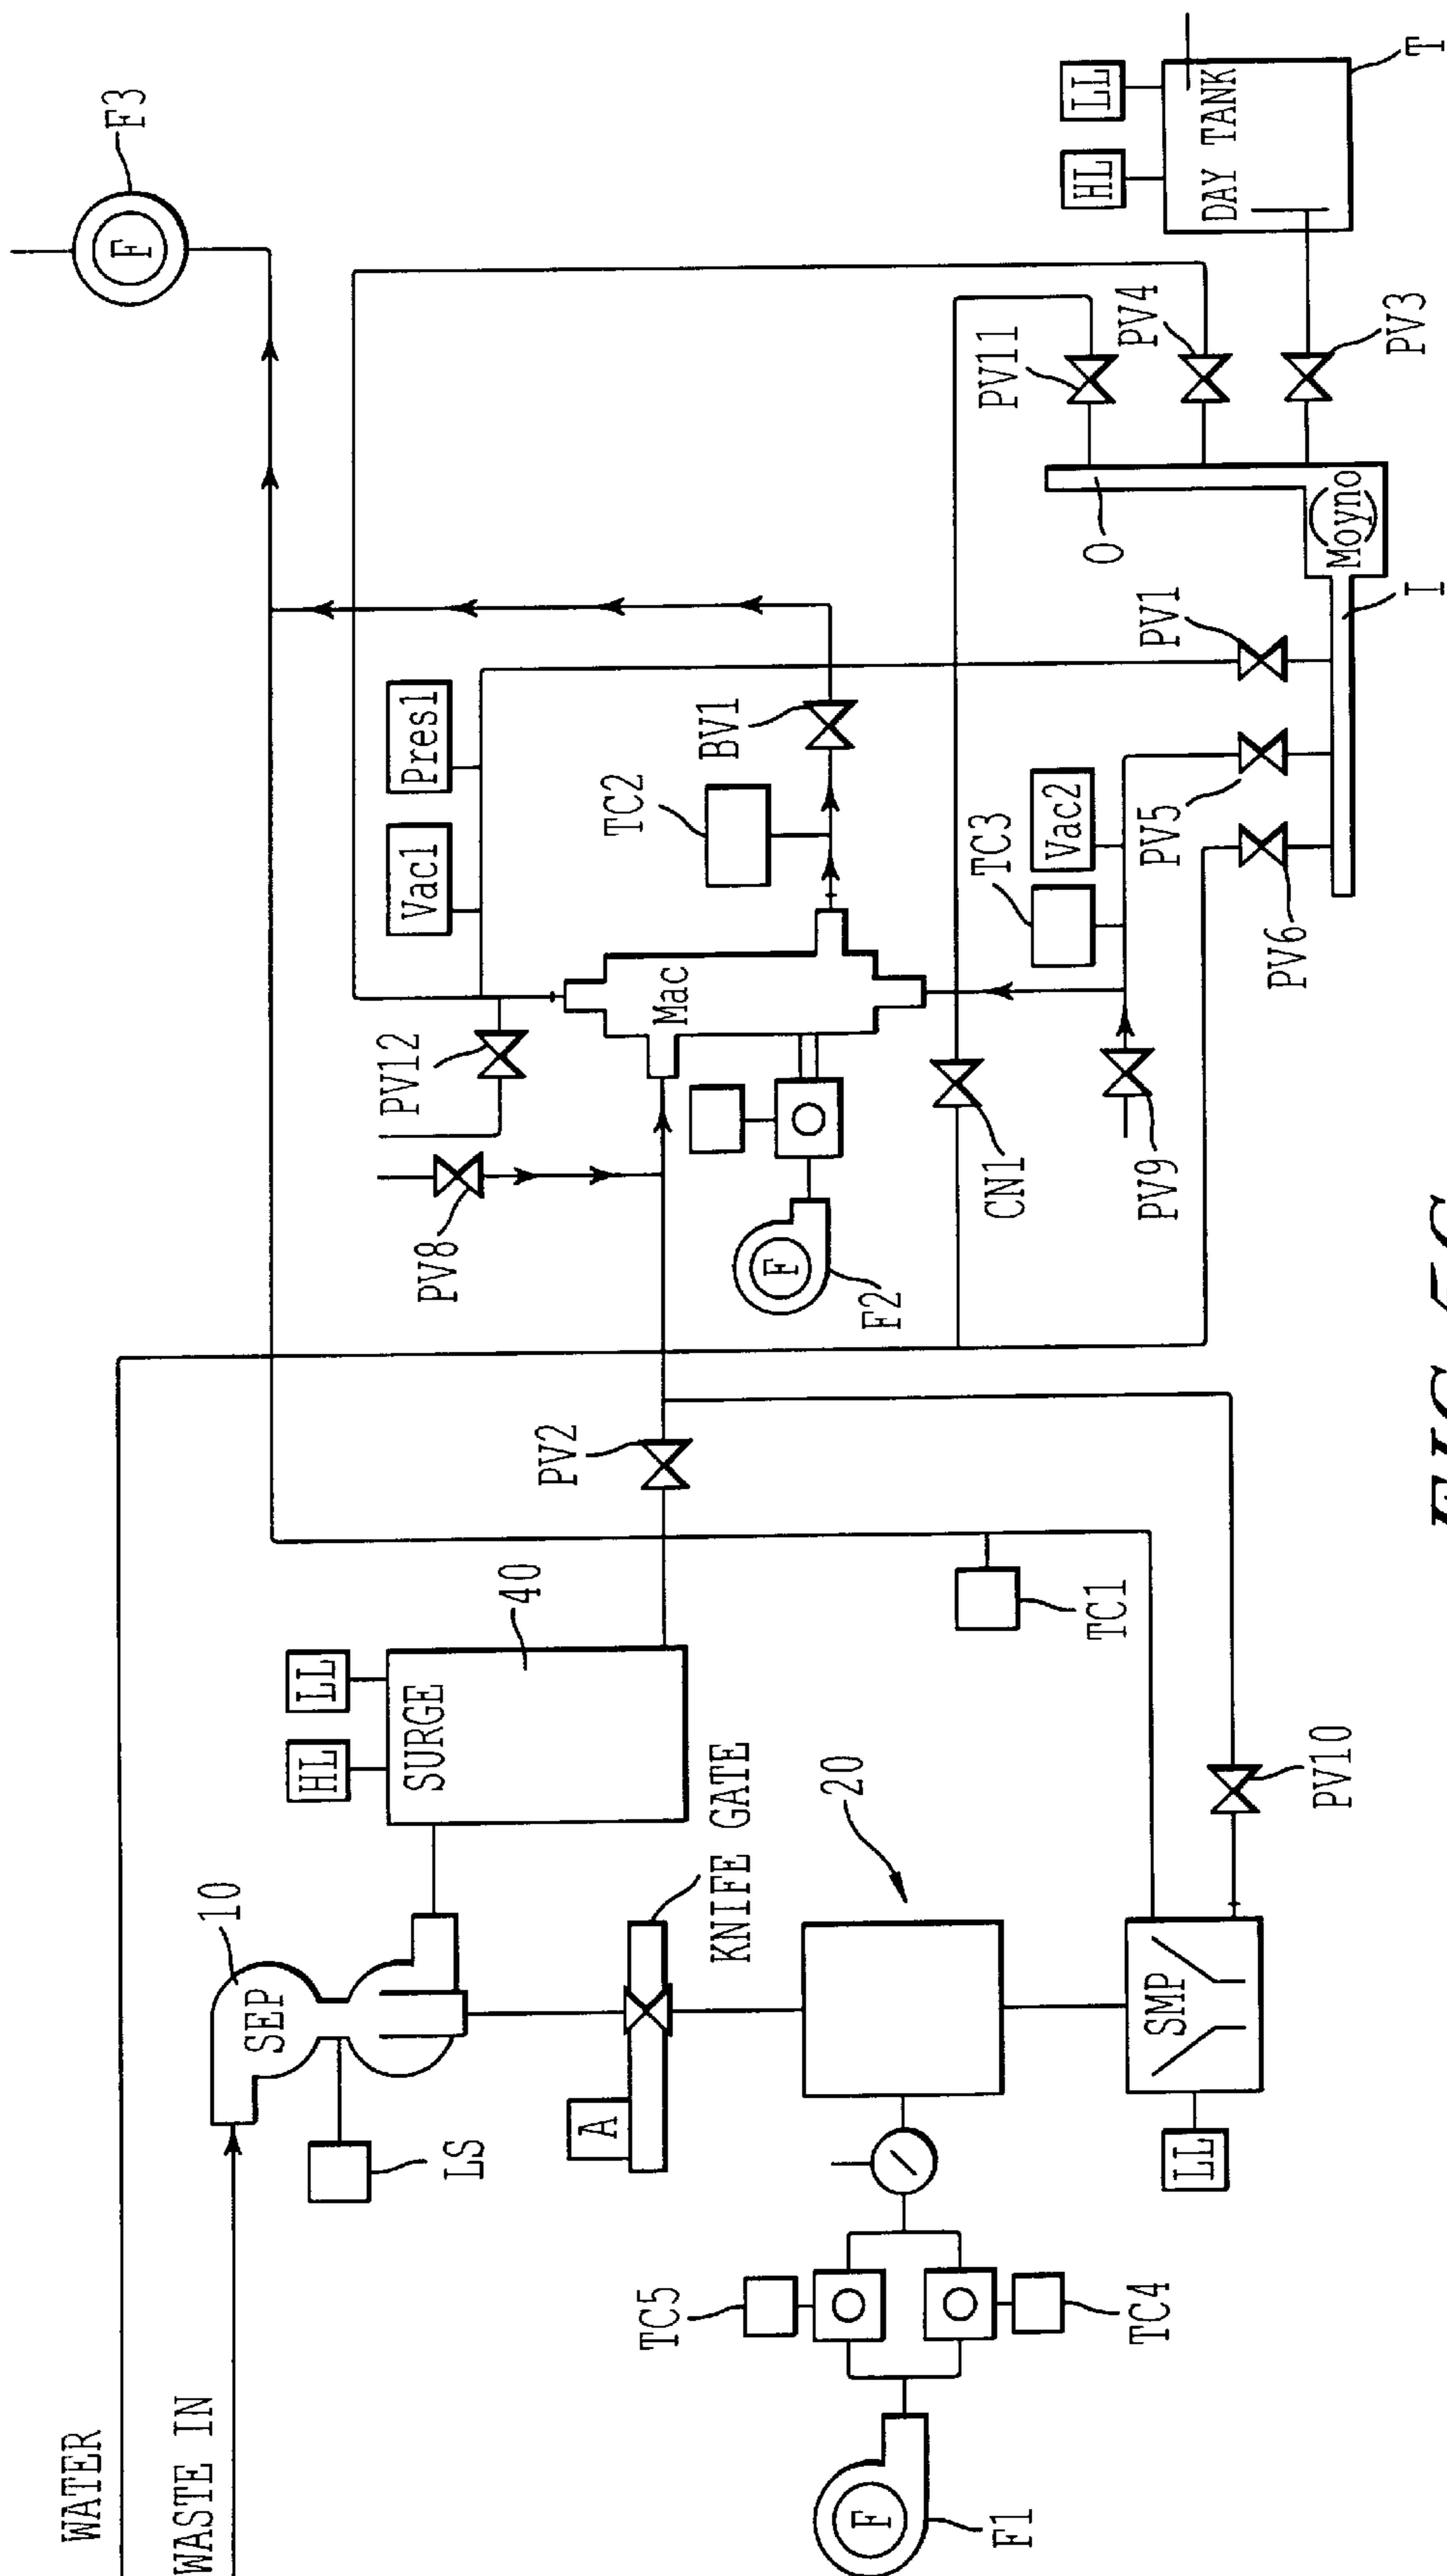 WATER
WASTE IN
SEP
10
LS
HL
LL
SURGE
40
A
KNIFE GATE
20
TC5
TC4
F
F1
SMP
LL
PV10
TC1
PV2
PV8
PV12
Vac1
Pres1
Mac
TC2
BV1
F
F2
CN1
PV9
TC3
Vac2
PV5
PV6
PV1
I
Moyno
O
PV11
PV4
PV3
HL
LL
DAY TANK
T
F
F3